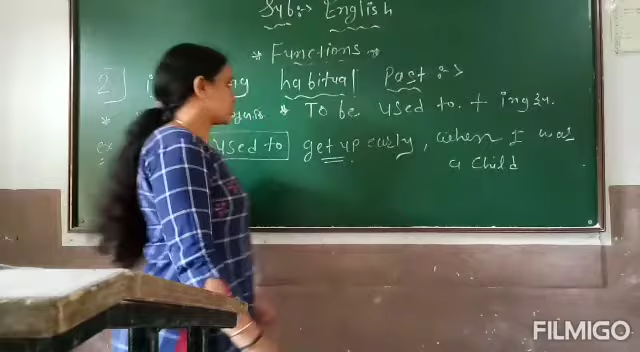 Sub:→ English
* Functions *
2] habitual Past :→
* To be used to. + ing
used to get up early, when I was
a child
FILMIGO